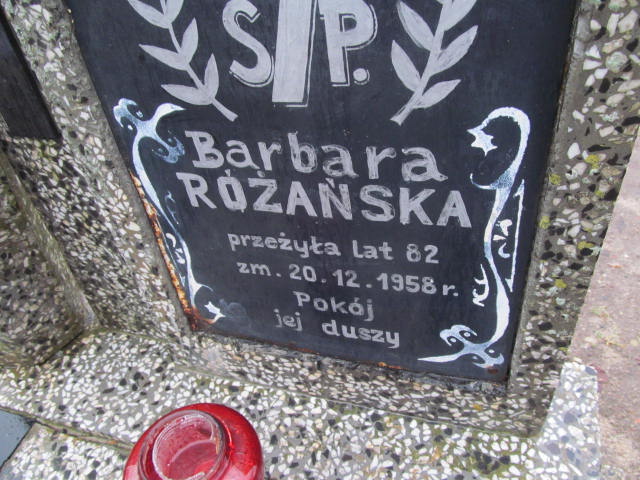 Ś P.
Barbara
RÓŻAŃSKA
przeżyła lat 82
zm. 20.12.1958 r.
Pokój
jej duszy